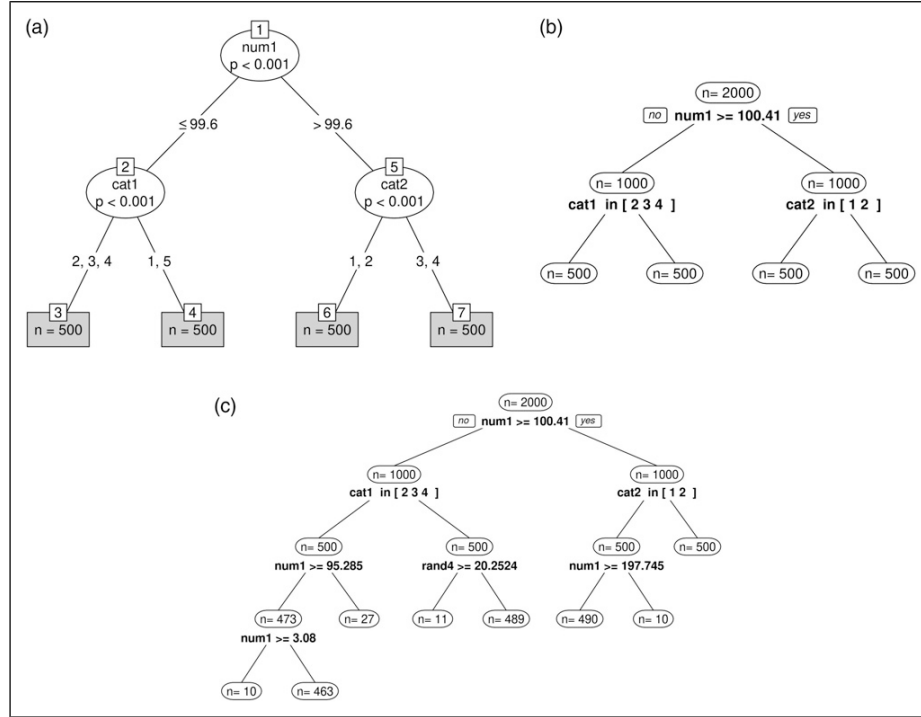 (a)
1
num1
p < 0.001
≤ 99.6
> 99.6
2
cat1
p < 0.001
5
cat2
p < 0.001
2, 3, 4
1, 5
1, 2
3, 4
3
n = 500
4
n = 500
6
n = 500
7
n = 500
(b)
n= 2000
no num1 >= 100.41 yes
n= 1000 n= 1000
cat1 in [ 2 3 4 ] cat2 in [ 1 2 ]
n= 500 n= 500 n= 500 n= 500
(c)
n= 2000
no num1 >= 100.41 yes
n= 1000 n= 1000
cat1 in [ 2 3 4 ] cat2 in [ 1 2 ]
n= 500 n= 500 n= 500 n= 500
num1 >= 95.285 rand4 >= 20.2524 num1 >= 197.745
n= 473 n= 27 n= 11 n= 489 n= 490 n= 10
num1 >= 3.08
n= 10 n= 463